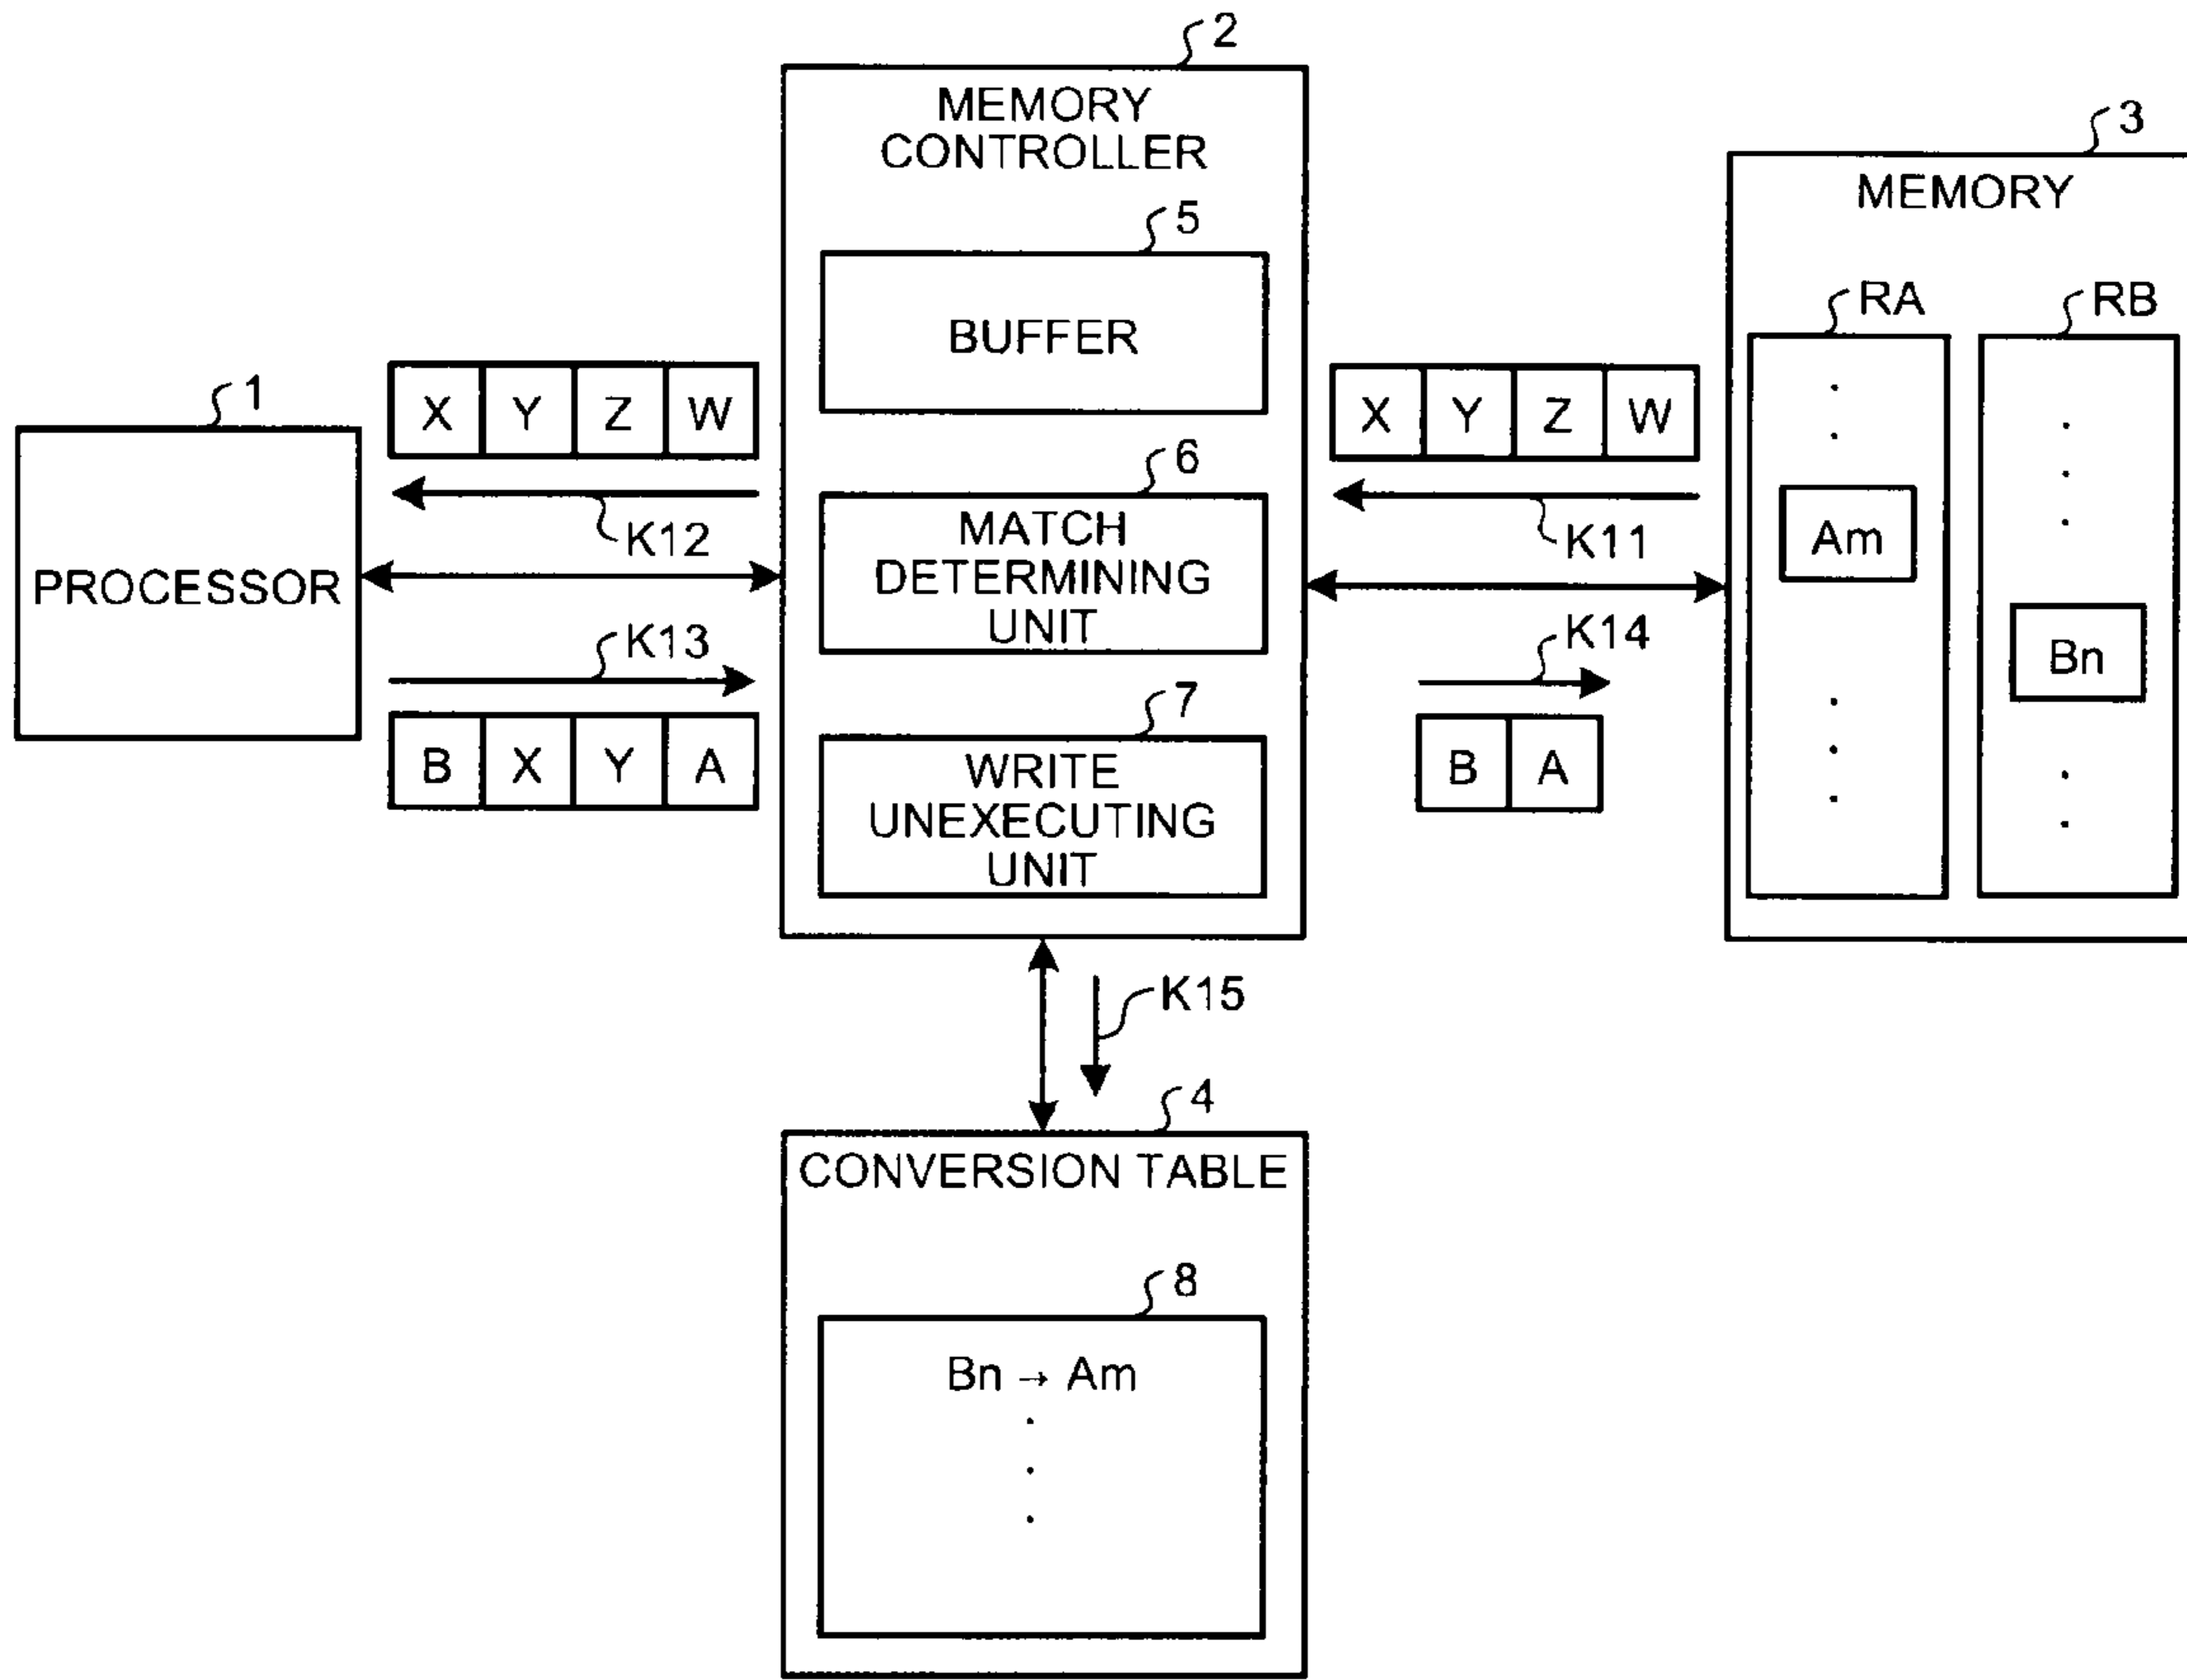 2
MEMORY
CONTROLLER
3
MEMORY
5
BUFFER
RA
RB
1
PROCESSOR
X Y Z W
X Y Z W
K12
K11
6
MATCH
DETERMINING
UNIT
Am
K13
K14
Bn
B X Y A
B A
7
WRITE
UNEXECUTING
UNIT
K15
4
CONVERSION TABLE
8
Bn → Am